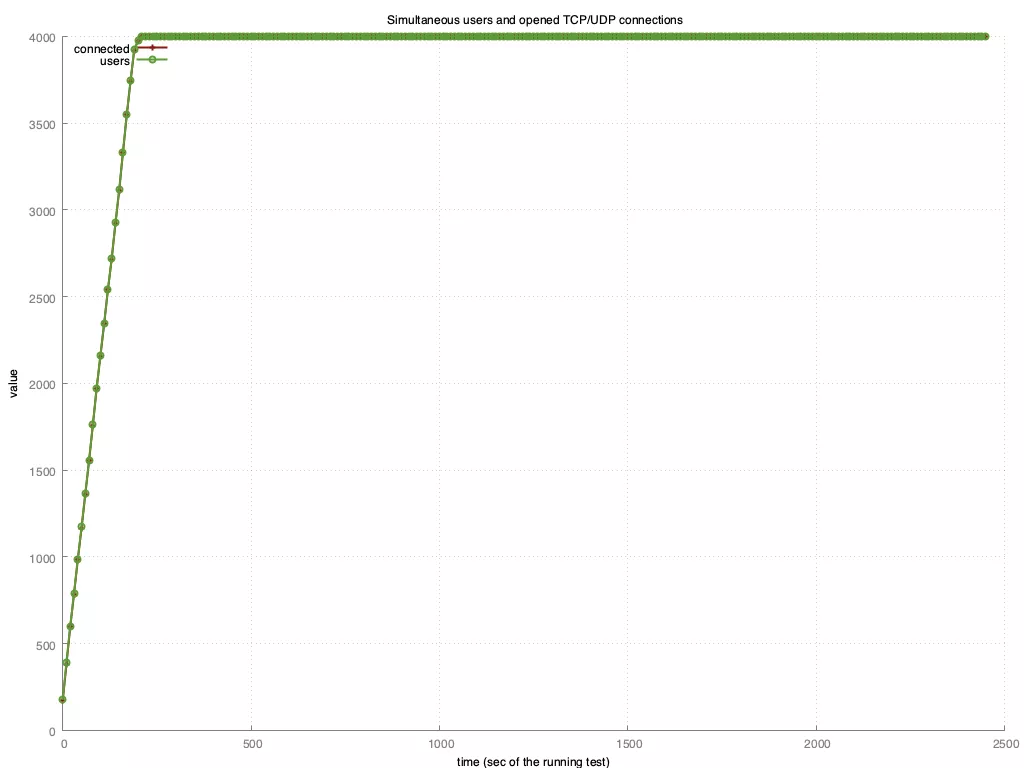 Simultaneous users and opened TCP/UDP connections
4000
connected
users
3500
3000
2500
2000
value
1500
1000
500
0
0 500 1000 1500 2000 2500
time (sec of the running test)